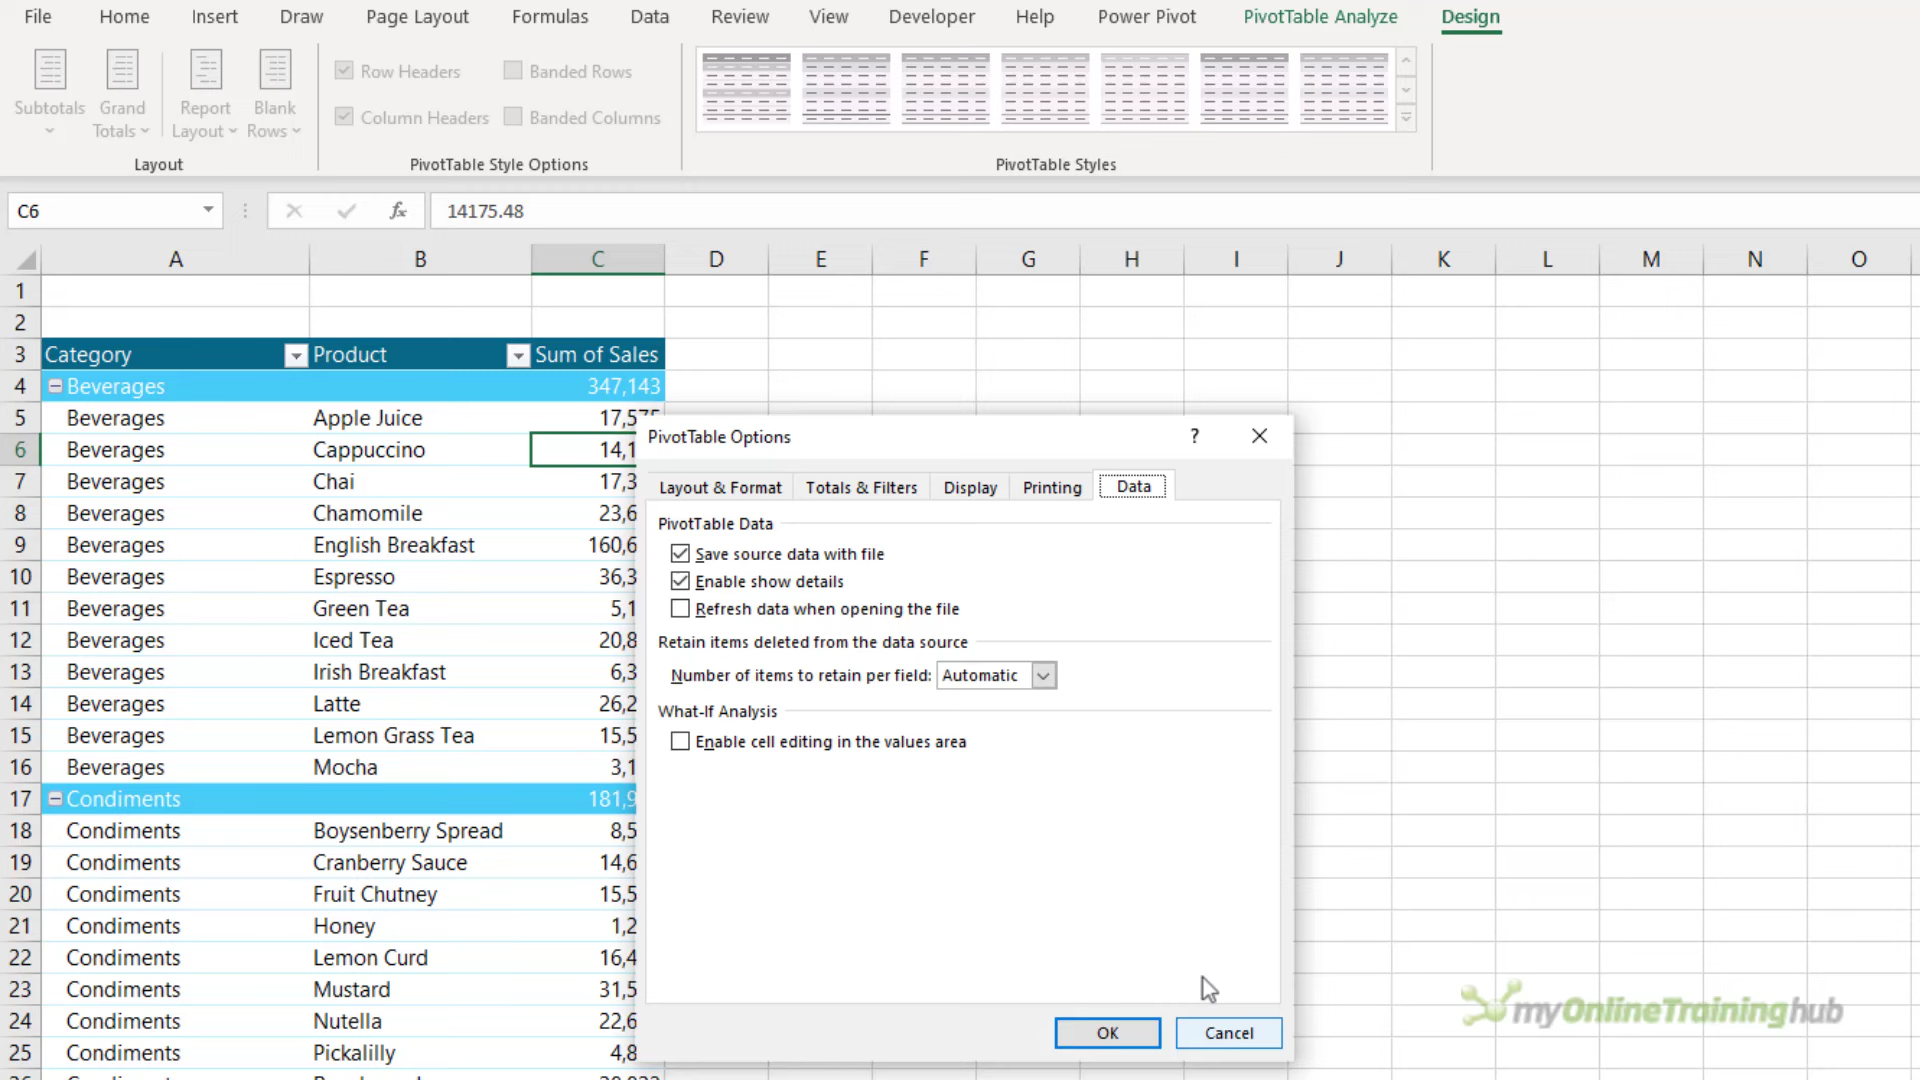 File Home Insert Draw Page Layout Formulas Data Review View Developer Help Power Pivot PivotTable Analyze Design
Subtotals
Grand Totals
Report Layout
Blank Rows
Row Headers
Banded Rows
Column Headers
Banded Columns
Layout
PivotTable Style Options
PivotTable Styles
C6
fx
14175.48
A B C D E F G H I J K L M N O
1
2
3 Category Product Sum of Sales
4 Beverages 347,143
5 Beverages Apple Juice 17,575
6 Beverages Cappuccino 14,1
7 Beverages Chai 17,3
8 Beverages Chamomile 23,6
9 Beverages English Breakfast 160,6
10 Beverages Espresso 36,3
11 Beverages Green Tea 5,1
12 Beverages Iced Tea 20,8
13 Beverages Irish Breakfast 6,3
14 Beverages Latte 26,2
15 Beverages Lemon Grass Tea 15,5
16 Beverages Mocha 3,1
17 Condiments 181,9
18 Condiments Boysenberry Spread 8,5
19 Condiments Cranberry Sauce 14,6
20 Condiments Fruit Chutney 15,5
21 Condiments Honey 1,2
22 Condiments Lemon Curd 16,4
23 Condiments Mustard 31,5
24 Condiments Nutella 22,6
25 Condiments Pickalilly 4,8
PivotTable Options ?
Layout & Format Totals & Filters Display Printing Data
PivotTable Data
Save source data with file
Enable show details
Refresh data when opening the file
Retain items deleted from the data source
Number of items to retain per field: Automatic
What-If Analysis
Enable cell editing in the values area
OK Cancel
myOnlineTraininghub